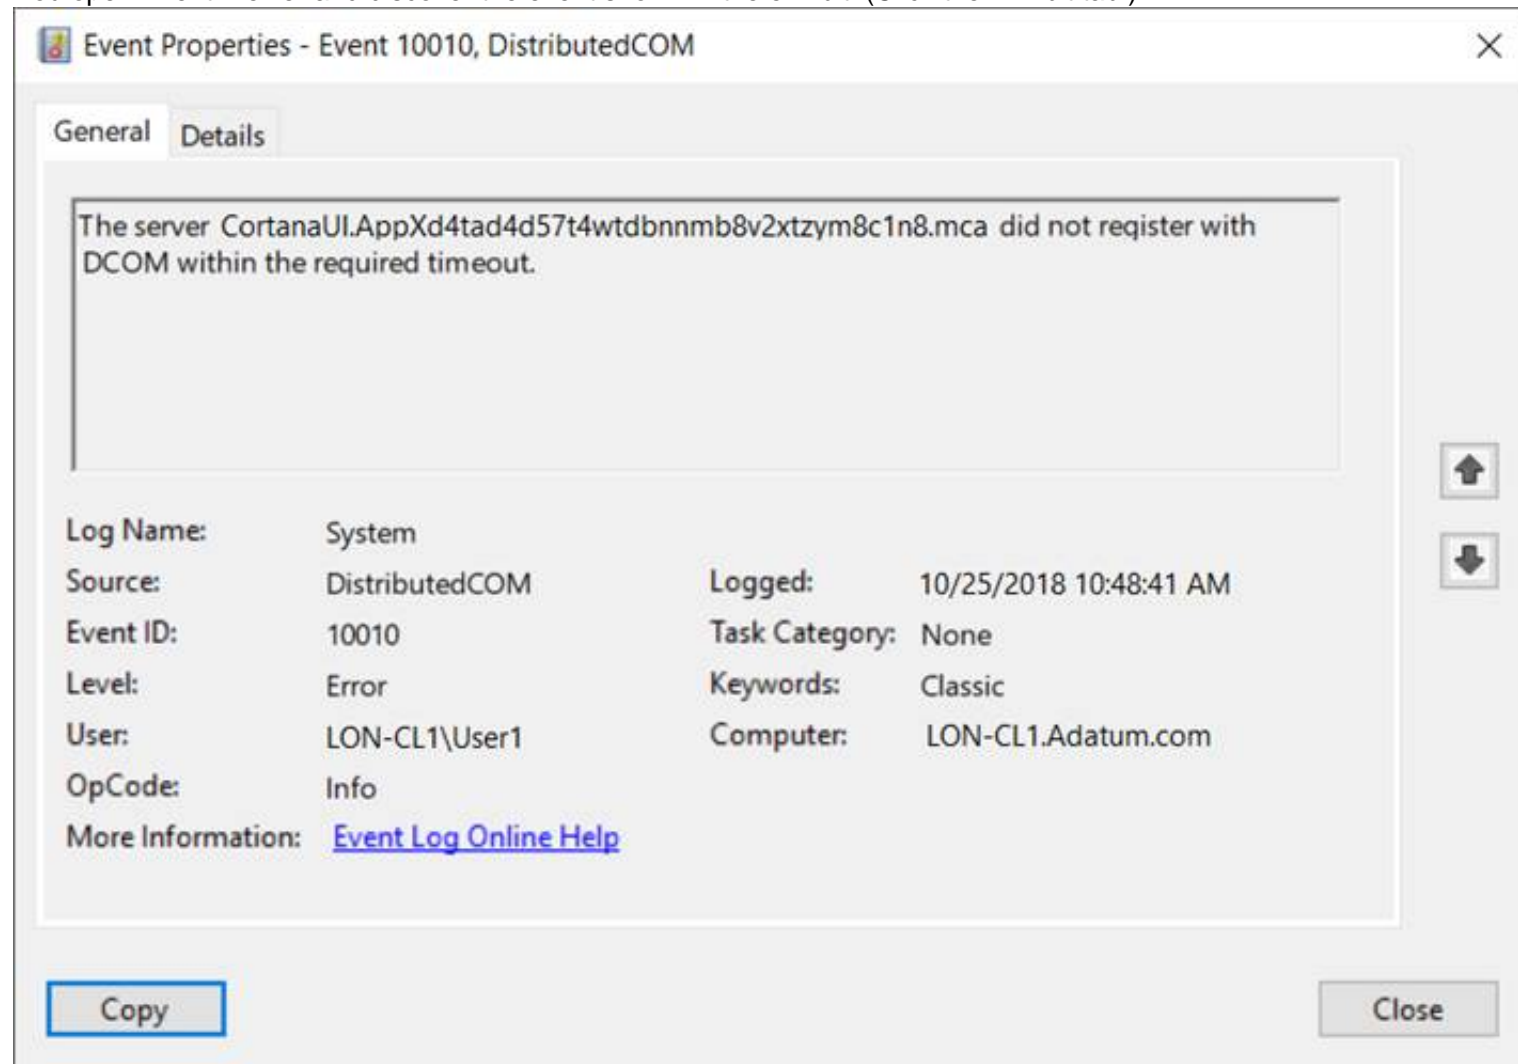 Event Properties - Event 10010, DistributedCOM
General Details
The server CortanaUI.AppXd4tad4d57t4wtdbnnmb8v2xtzym8c1n8.mca did not register with
DCOM within the required timeout.
Log Name: System
Source: DistributedCOM Logged: 10/25/2018 10:48:41 AM
Event ID: 10010 Task Category: None
Level: Error Keywords: Classic
User: LON-CL1\User1 Computer: LON-CL1.Adatum.com
OpCode: Info
More Information: Event Log Online Help
Copy Close